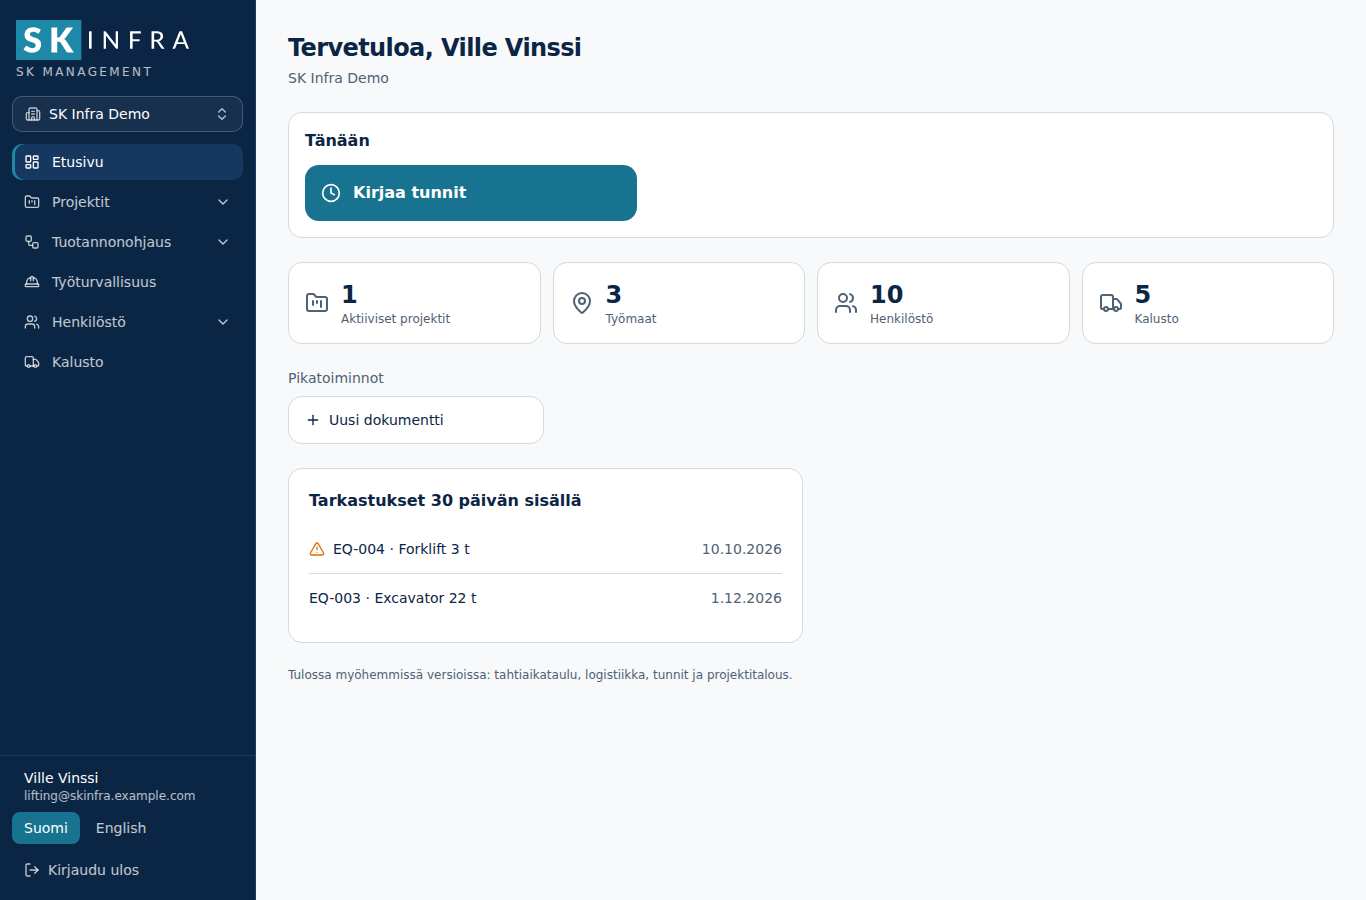 SK INFRA
SK MANAGEMENT
SK Infra Demo
Etusivu
Projektit
Tuotannonohjaus
Työturvallisuus
Henkilöstö
Kalusto
Ville Vinssi
lifting@skinfra.example.com
Suomi English
Kirjaudu ulos
Tervetuloa, Ville Vinssi
SK Infra Demo
Tänään
Kirjaa tunnit
1
Aktiiviset projektit
3
Työmaat
10
Henkilöstö
5
Kalusto
Pikatoiminnot
Uusi dokumentti
Tarkastukset 30 päivän sisällä
EQ-004 · Forklift 3 t 10.10.2026
EQ-003 · Excavator 22 t 1.12.2026
Tulossa myöhemmissä versioissa: tahtiaikataulu, logistiikka, tunnit ja projektitalous.